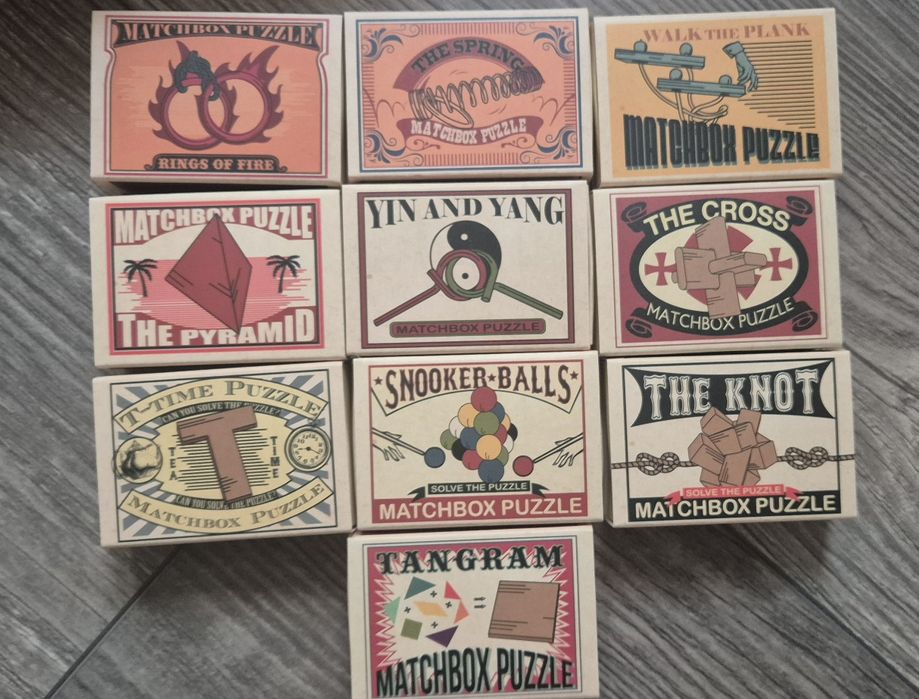 MATCHBOX PUZZLE
RINGS OF FIRE
THE SPRING
MATCHBOX PUZZLE
WALK THE PLANK
MATCHBOX PUZZLE
MATCHBOX PUZZLE
THE PYRAMID
YIN AND YANG
MATCHBOX PUZZLE
THE CROSS
MATCHBOX PUZZLE
T-TIME PUZZLE
CAN YOU SOLVE THE PUZZLE?
T
TEA
TIME
CAN YOU SOLVE THE PUZZLE?
MATCHBOX PUZZLE
SNOOKER BALLS
SOLVE THE PUZZLE
MATCHBOX PUZZLE
THE KNOT
SOLVE THE PUZZLE
MATCHBOX PUZZLE
TANGRAM
MATCHBOX PUZZLE